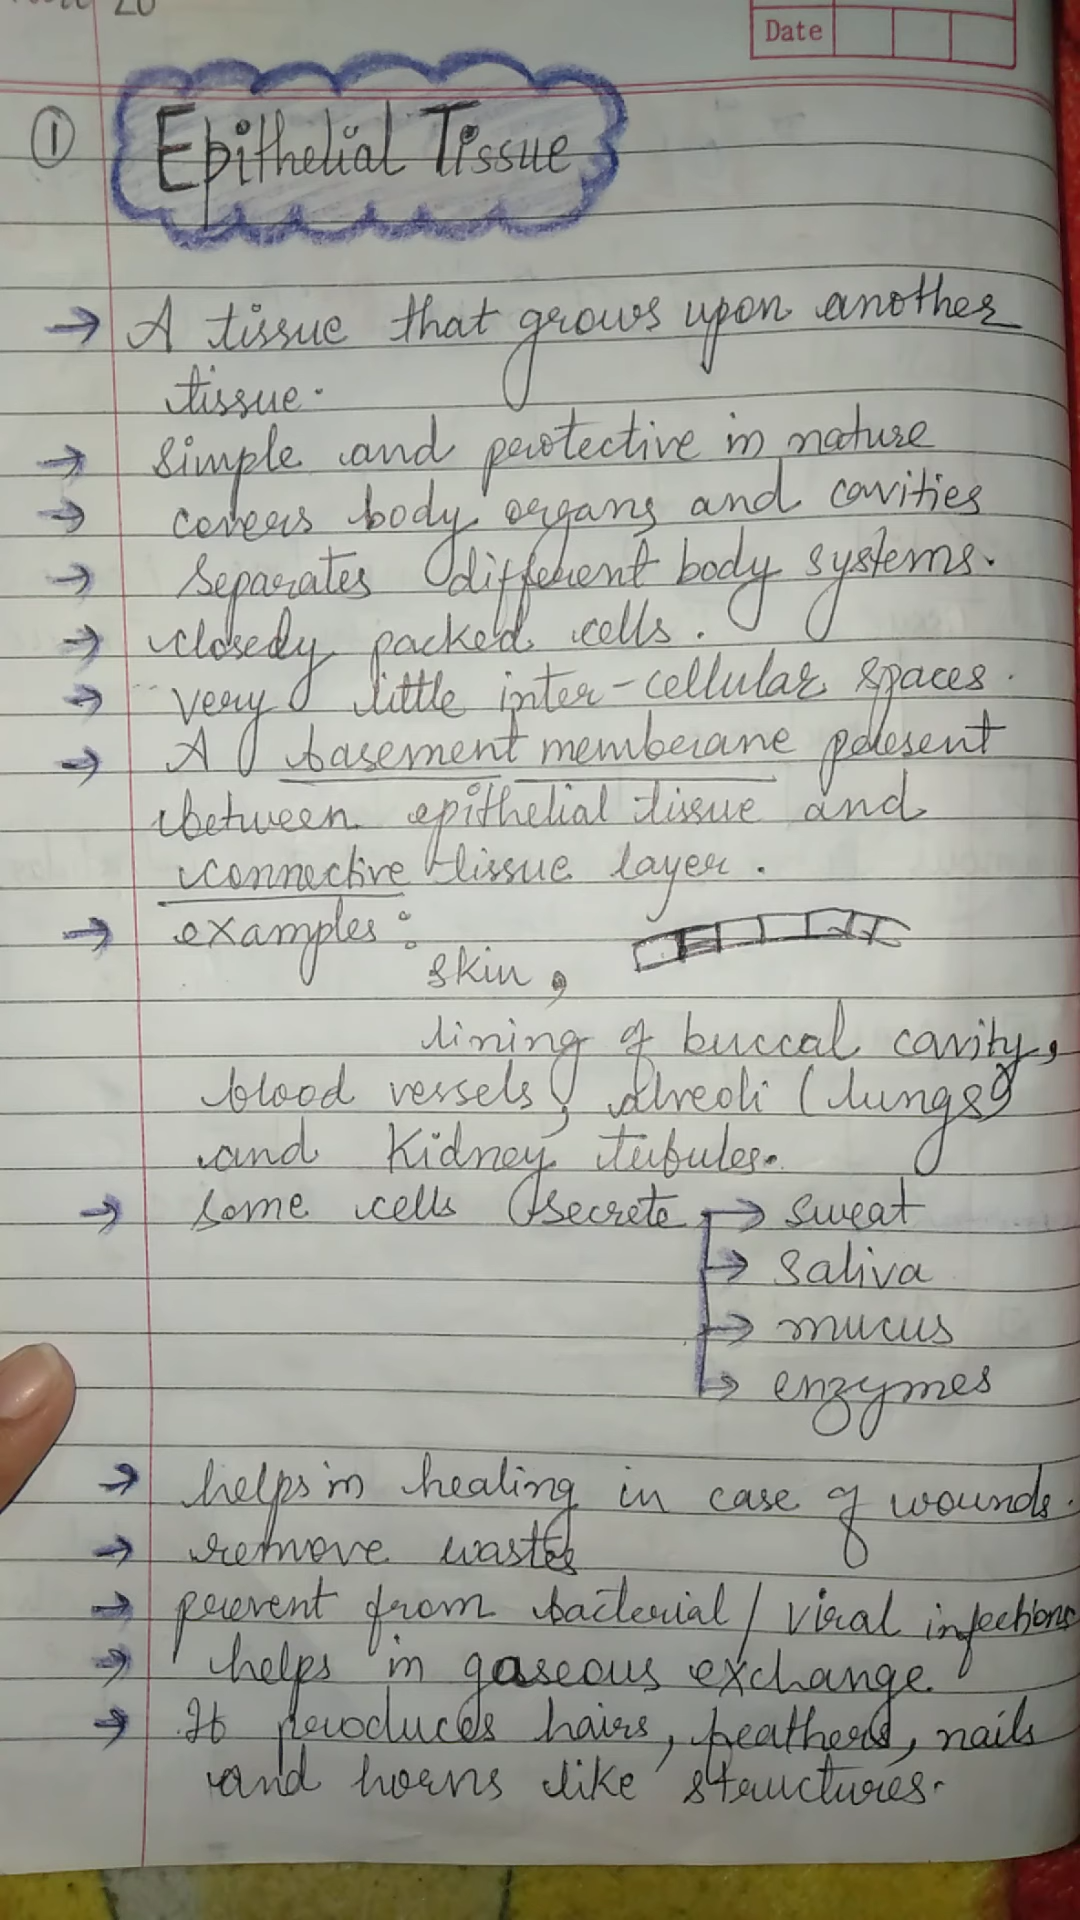 20
Date
① Epithelial Tissue
→ A tissue that grows upon another
tissue.
→ simple and protective in nature
→ covers body organs and cavities
→ Separates different body systems.
→ closely packed cells.
→ very little inter-cellular spaces.
→ A basement membrane present
between epithelial tissue and
connective tissue layer.
→ examples:
skin,
lining of buccal cavity,
blood vessels, alveoli (lungs)
and Kidney tubules.
→ Some cells secrete → sweat
→ Saliva
→ mucus
→ enzymes
→ helps in healing in case of wounds.
→ remove wastes
→ prevent from bacterial / viral infections
→ helps in gaseous exchange.
→ It produces hairs, feathers, nails
and horns like structures.